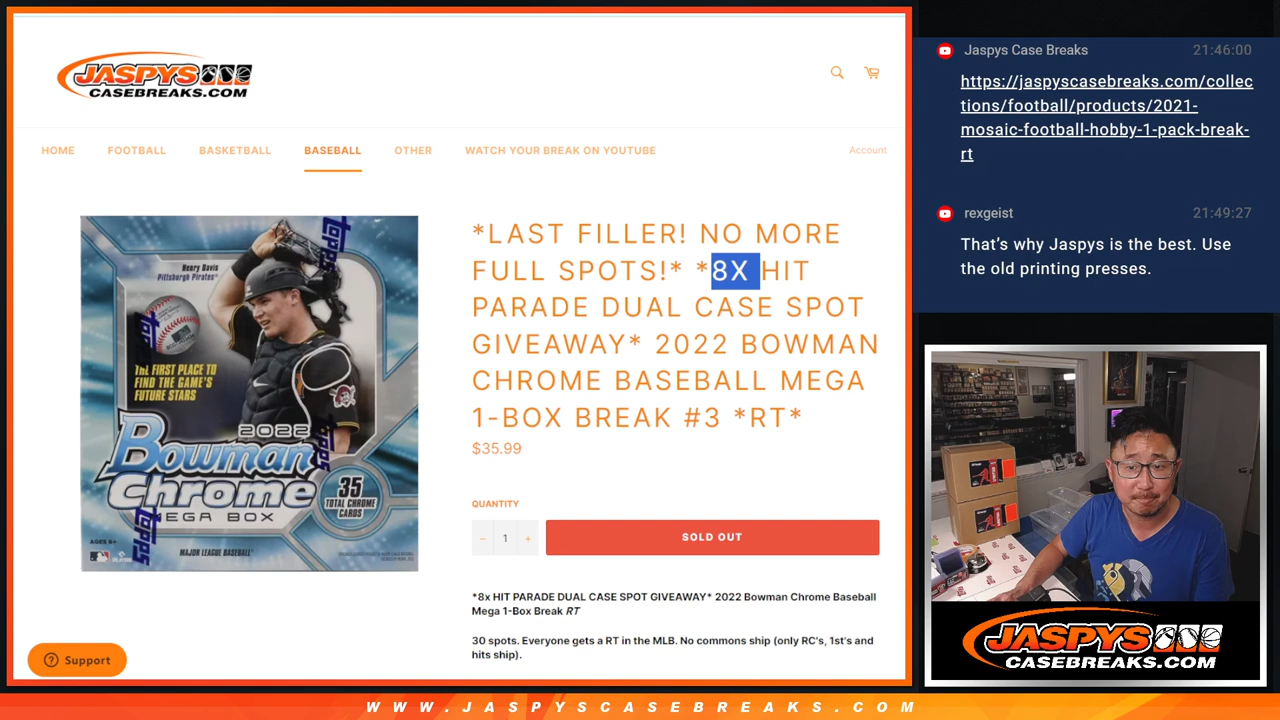 JASPYS
CASEBREAKS.COM
HOME FOOTBALL BASKETBALL BASEBALL OTHER WATCH YOUR BREAK ON YOUTUBE Account
Henry Davis
Pittsburgh Pirates
topps
THE FIRST PLACE TO
FIND THE GAME'S
FUTURE STARS
2022
Bowman
Chrome
MEGA BOX
35
TOTAL CHROME
CARDS
AGES 6+
MAJOR LEAGUE BASEBALL
*LAST FILLER! NO MORE
FULL SPOTS!* *8X HIT
PARADE DUAL CASE SPOT
GIVEAWAY* 2022 BOWMAN
CHROME BASEBALL MEGA
1-BOX BREAK #3 *RT*
$35.99
QUANTITY
− 1 +
SOLD OUT
*8x HIT PARADE DUAL CASE SPOT GIVEAWAY* 2022 Bowman Chrome Baseball
Mega 1-Box Break RT
30 spots. Everyone gets a RT in the MLB. No commons ship (only RC's, 1st's and
hits ship).
Support
Jaspys Case Breaks 21:46:00
https://jaspyscasebreaks.com/collec
tions/football/products/2021-
mosaic-football-hobby-1-pack-break-
rt
rexgeist 21:49:27
That's why Jaspys is the best. Use
the old printing presses.
JASPYS
CASEBREAKS.COM
WWW.JASPYSCASEBREAKS.COM